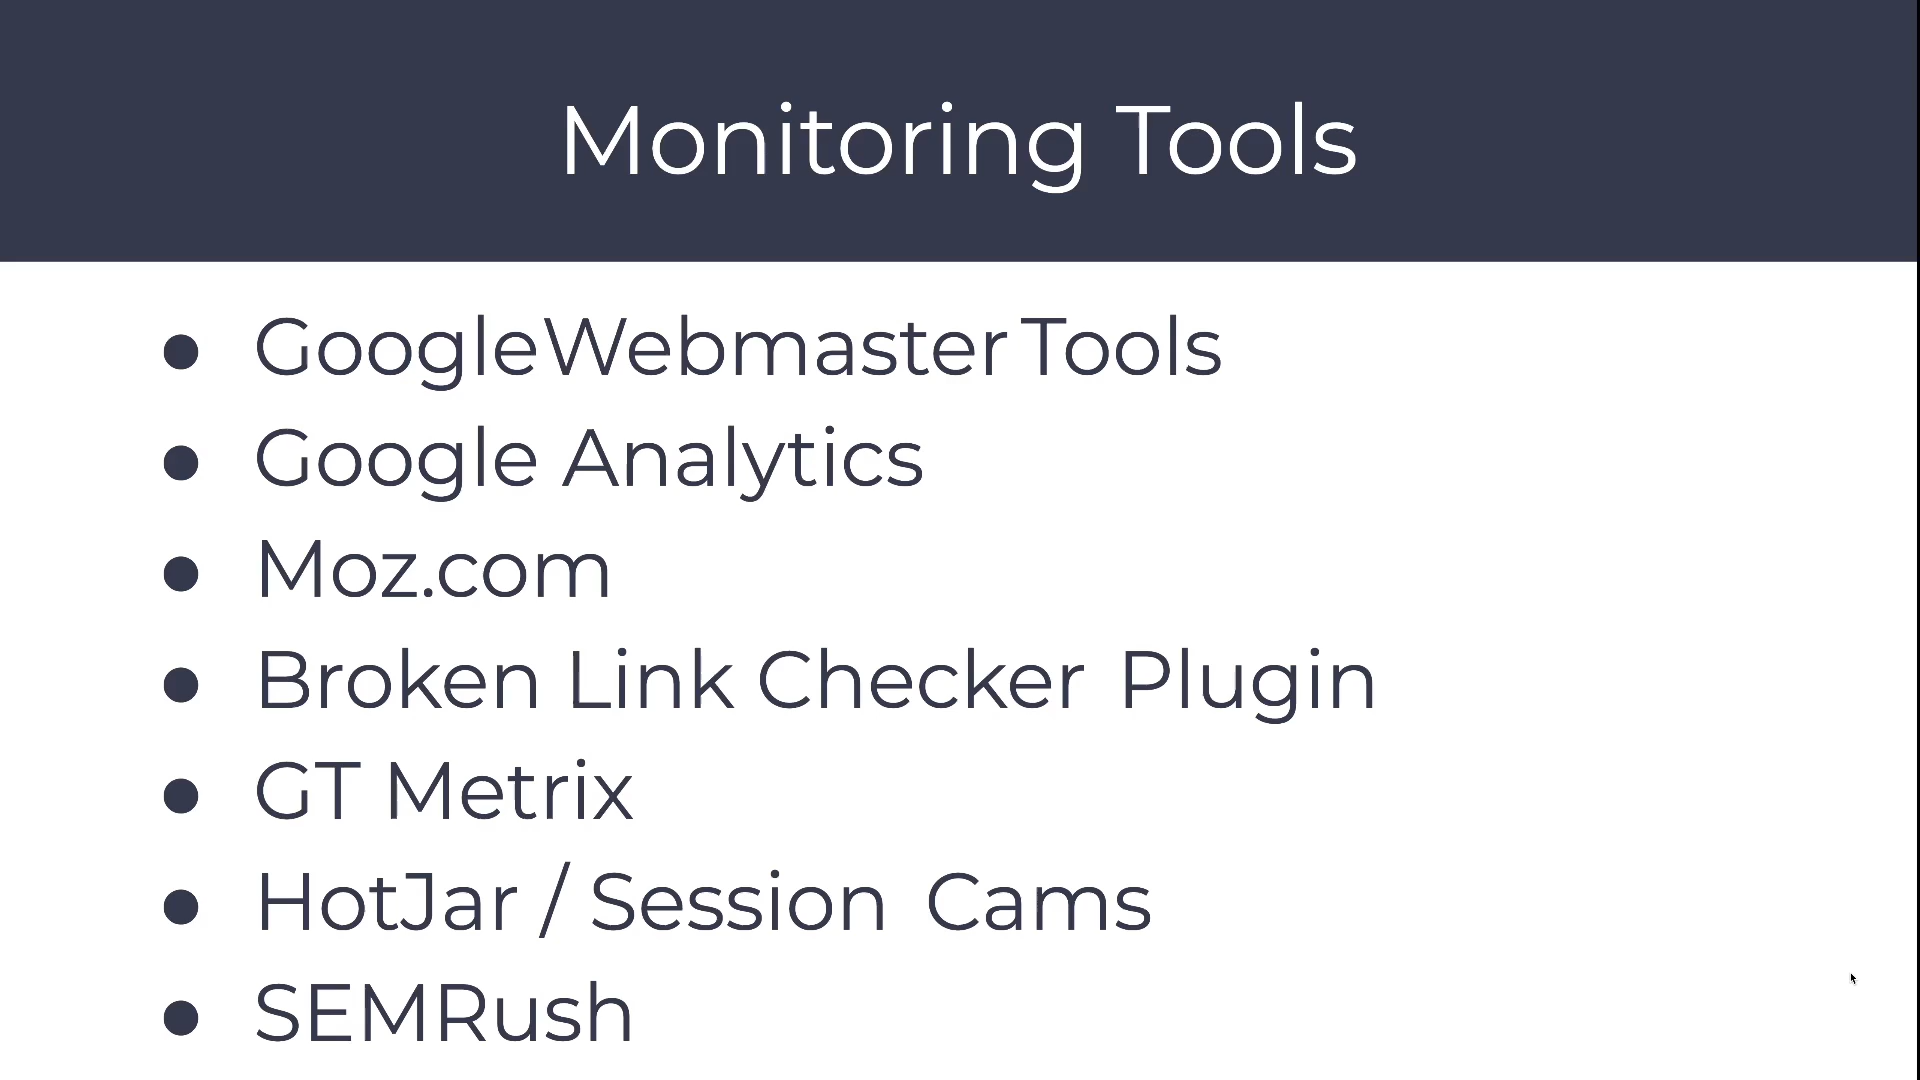 Monitoring Tools
● GoogleWebmaster Tools
● Google Analytics
● Moz.com
● Broken Link Checker Plugin
● GT Metrix
● HotJar / Session Cams
● SEMRush